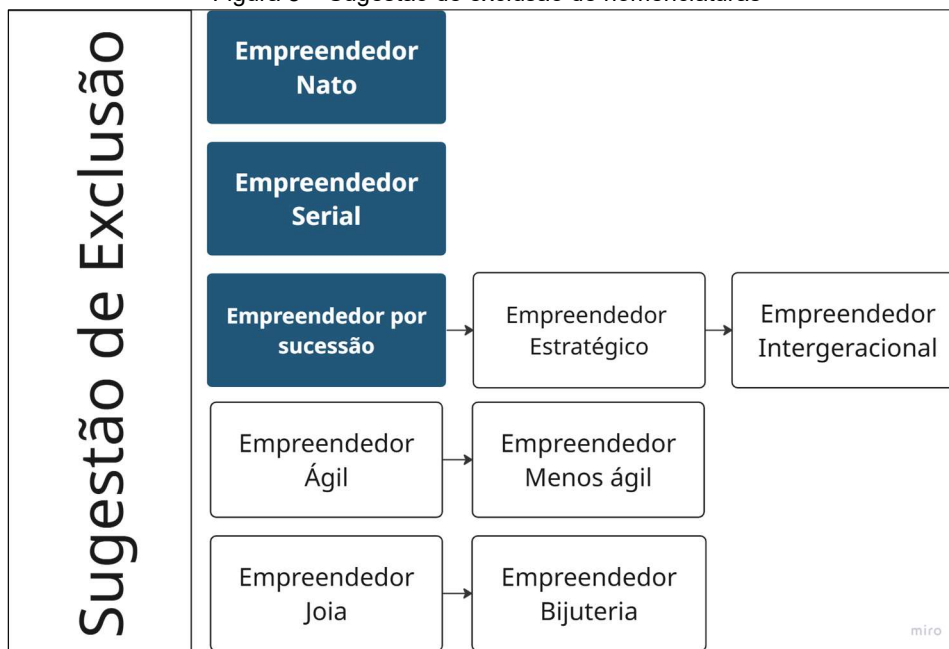 Sugestão de Exclusão
Empreendedor
Nato
Empreendedor
Serial
Empreendedor por
sucessão
Empreendedor
Estratégico
Empreendedor
Intergeracional
Empreendedor
Ágil
Empreendedor
Menos ágil
Empreendedor
Joia
Empreendedor
Bijuteria
miro